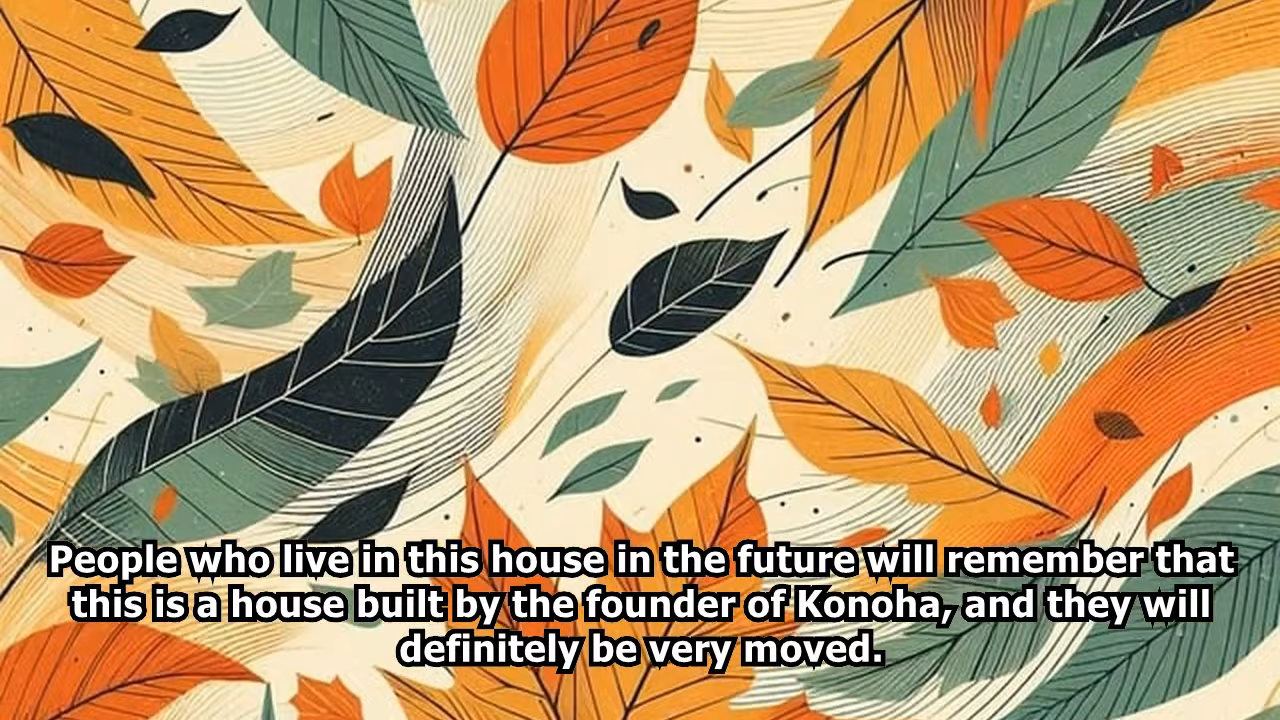 People who live in this house in the future will remember that
this is a house built by the founder of Konoha, and they will
definitely be very moved.